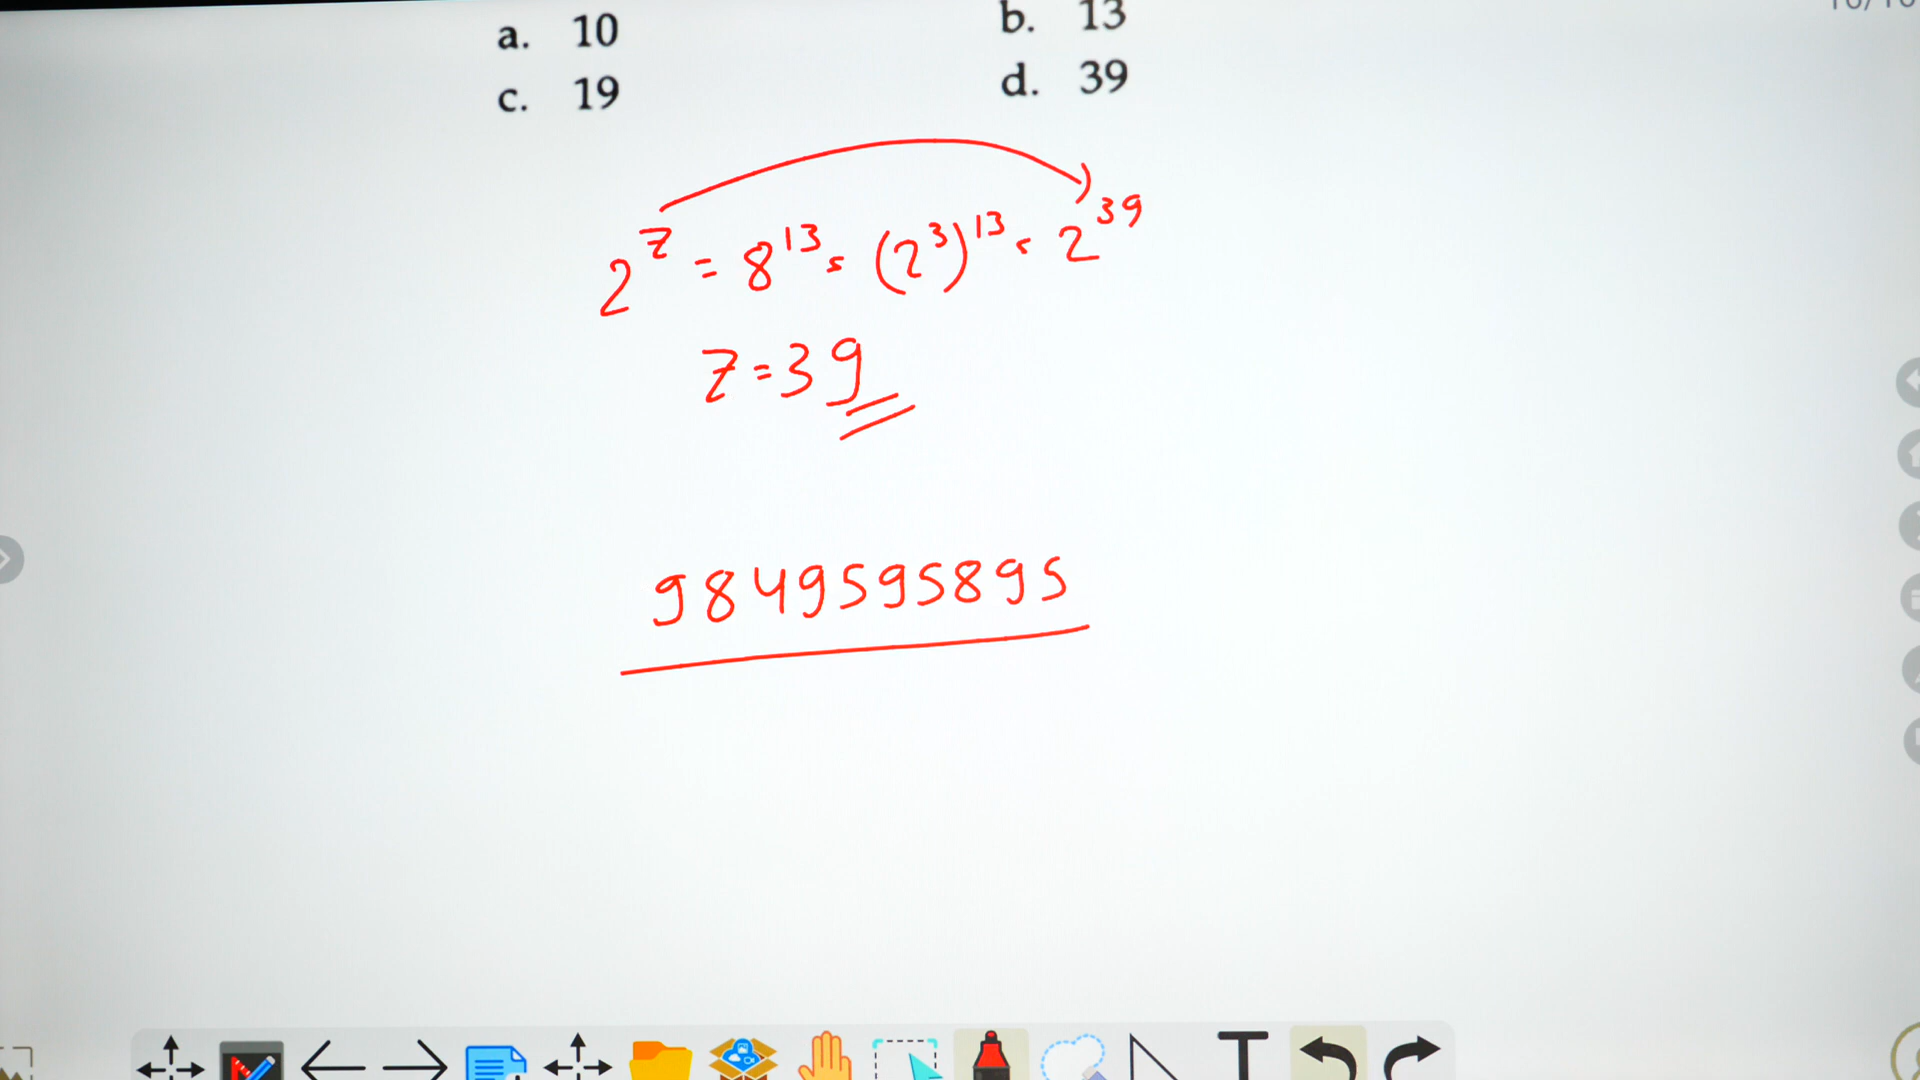 a. 10 b. 13
c. 19 d. 39
2^z = 8^13 = (2^3)^13 = 2^39
z = 39
9849595895
T